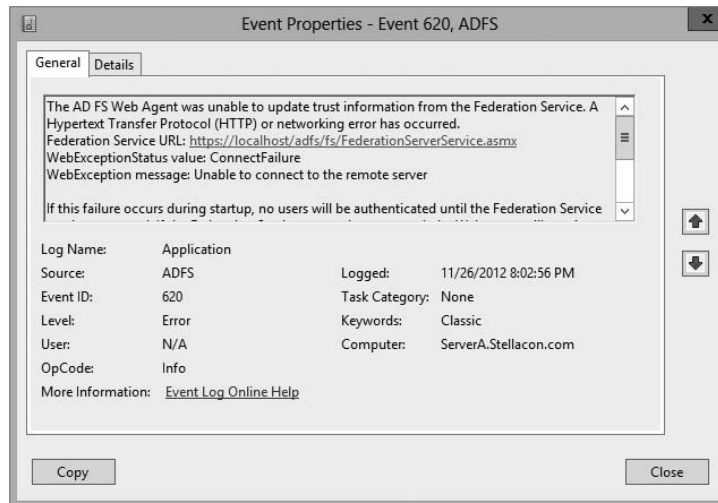 Event Properties - Event 620, ADFS
x
General
Details
The AD FS Web Agent was unable to update trust information from the Federation Service. A
Hypertext Transfer Protocol (HTTP) or networking error has occurred.
Federation Service URL: https://localhost/adfs/fs/FederationServerService.asmx
WebExceptionStatus value: ConnectFailure
WebException message: Unable to connect to the remote server
If this failure occurs during startup, no users will be authenticated until the Federation Service
Log Name: Application
Source: ADFS Logged: 11/26/2012 8:02:56 PM
Event ID: 620 Task Category: None
Level: Error Keywords: Classic
User: N/A Computer: ServerA.Stellacon.com
OpCode: Info
More Information: Event Log Online Help
Copy
Close